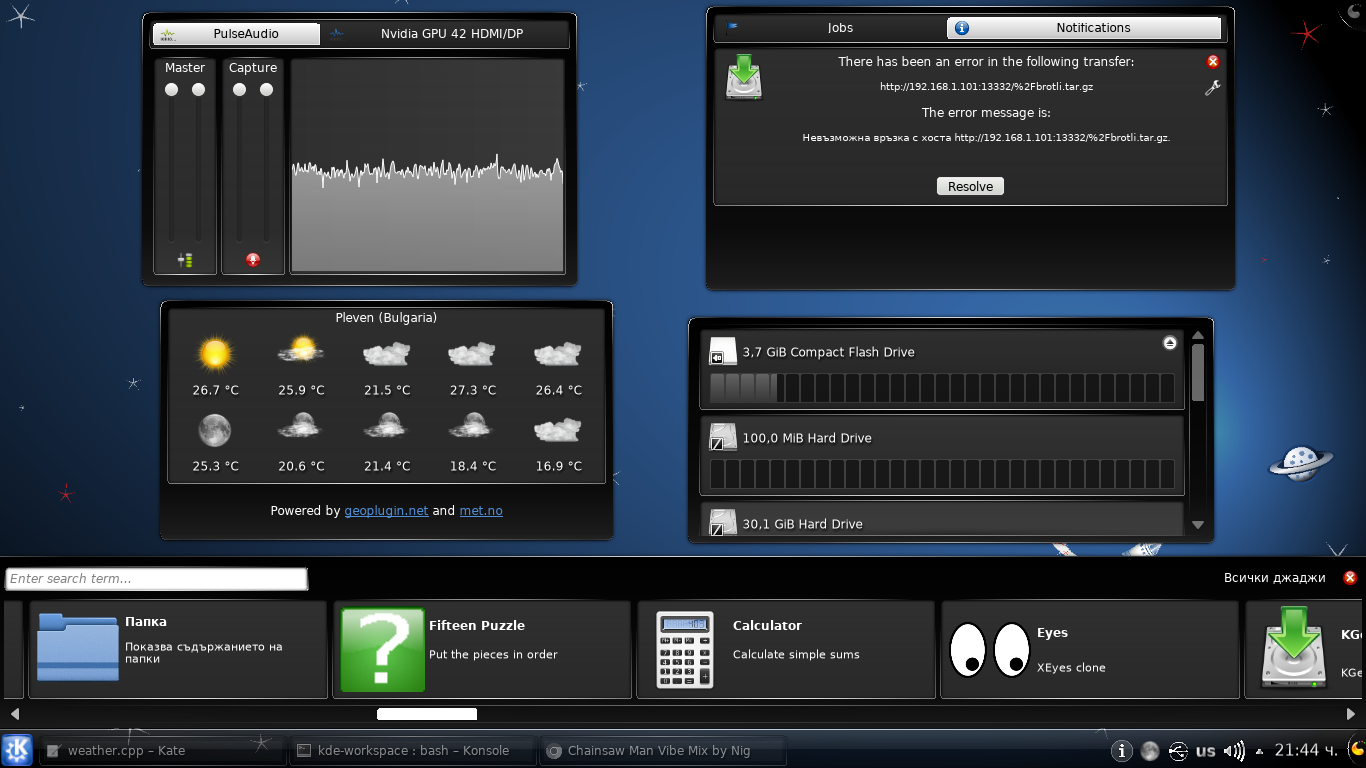 PulseAudio
Nvidia GPU 42 HDMI/DP
Master
Capture
Jobs
Notifications
There has been an error in the following transfer:
http://192.168.1.101:13332/%2Fbrotli.tar.gz
The error message is:
Невъзможна връзка с хоста http://192.168.1.101:13332/%2Fbrotli.tar.gz.
Resolve
Pleven (Bulgaria)
26.7 °C 25.9 °C 21.5 °C 27.3 °C 26.4 °C
25.3 °C 20.6 °C 21.4 °C 18.4 °C 16.9 °C
Powered by geoplugin.net and met.no
3,7 GiB Compact Flash Drive
100,0 MiB Hard Drive
30,1 GiB Hard Drive
Enter search term...
Всички джаджи
Папка
Показва съдържанието на
папки
Fifteen Puzzle
Put the pieces in order
Calculator
Calculate simple sums
Eyes
XEyes clone
KGe
KGe
weather.cpp – Kate
kde-workspace : bash – Konsole
Chainsaw Man Vibe Mix by Nig
us
21:44 ч.